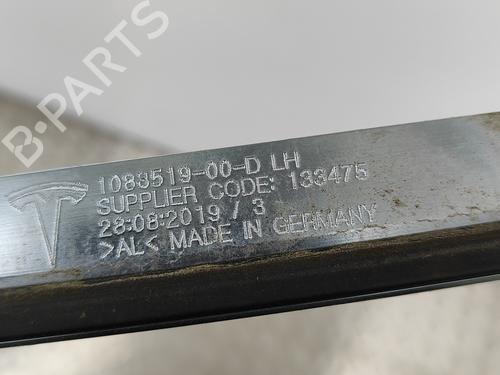 1083519-00-D LH
SUPPLIER CODE: 133475
28:08:2019 / 3
>AL< MADE IN GERMANY
B-PARTS